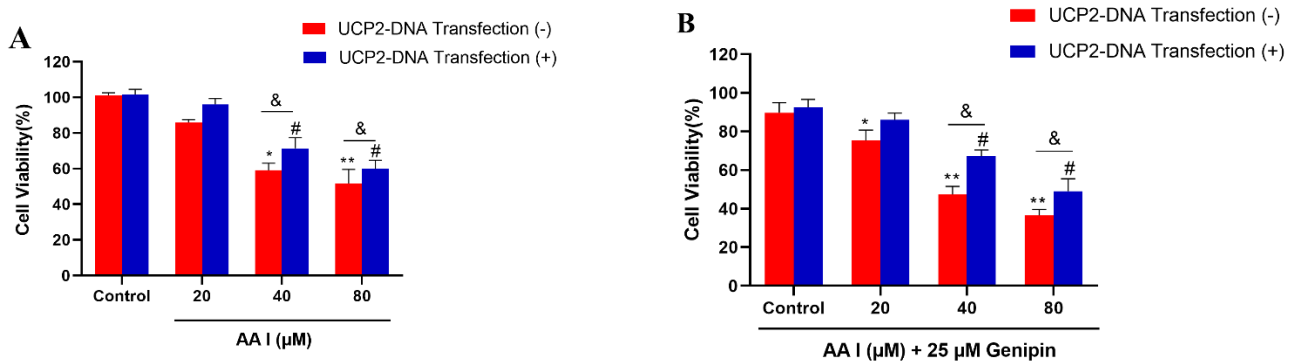 A
UCP2-DNA Transfection (-)
UCP2-DNA Transfection (+)
Cell Viability(%)
120
100
80
60
40
20
0
&
#
*
&
#
**
Control 20 40 80
AA I (µM)
B
UCP2-DNA Transfection (-)
UCP2-DNA Transfection (+)
Cell Viability(%)
120
100
80
60
40
20
0
*
&
#
**
&
#
**
Control 20 40 80
AA I (µM) + 25 µM Genipin